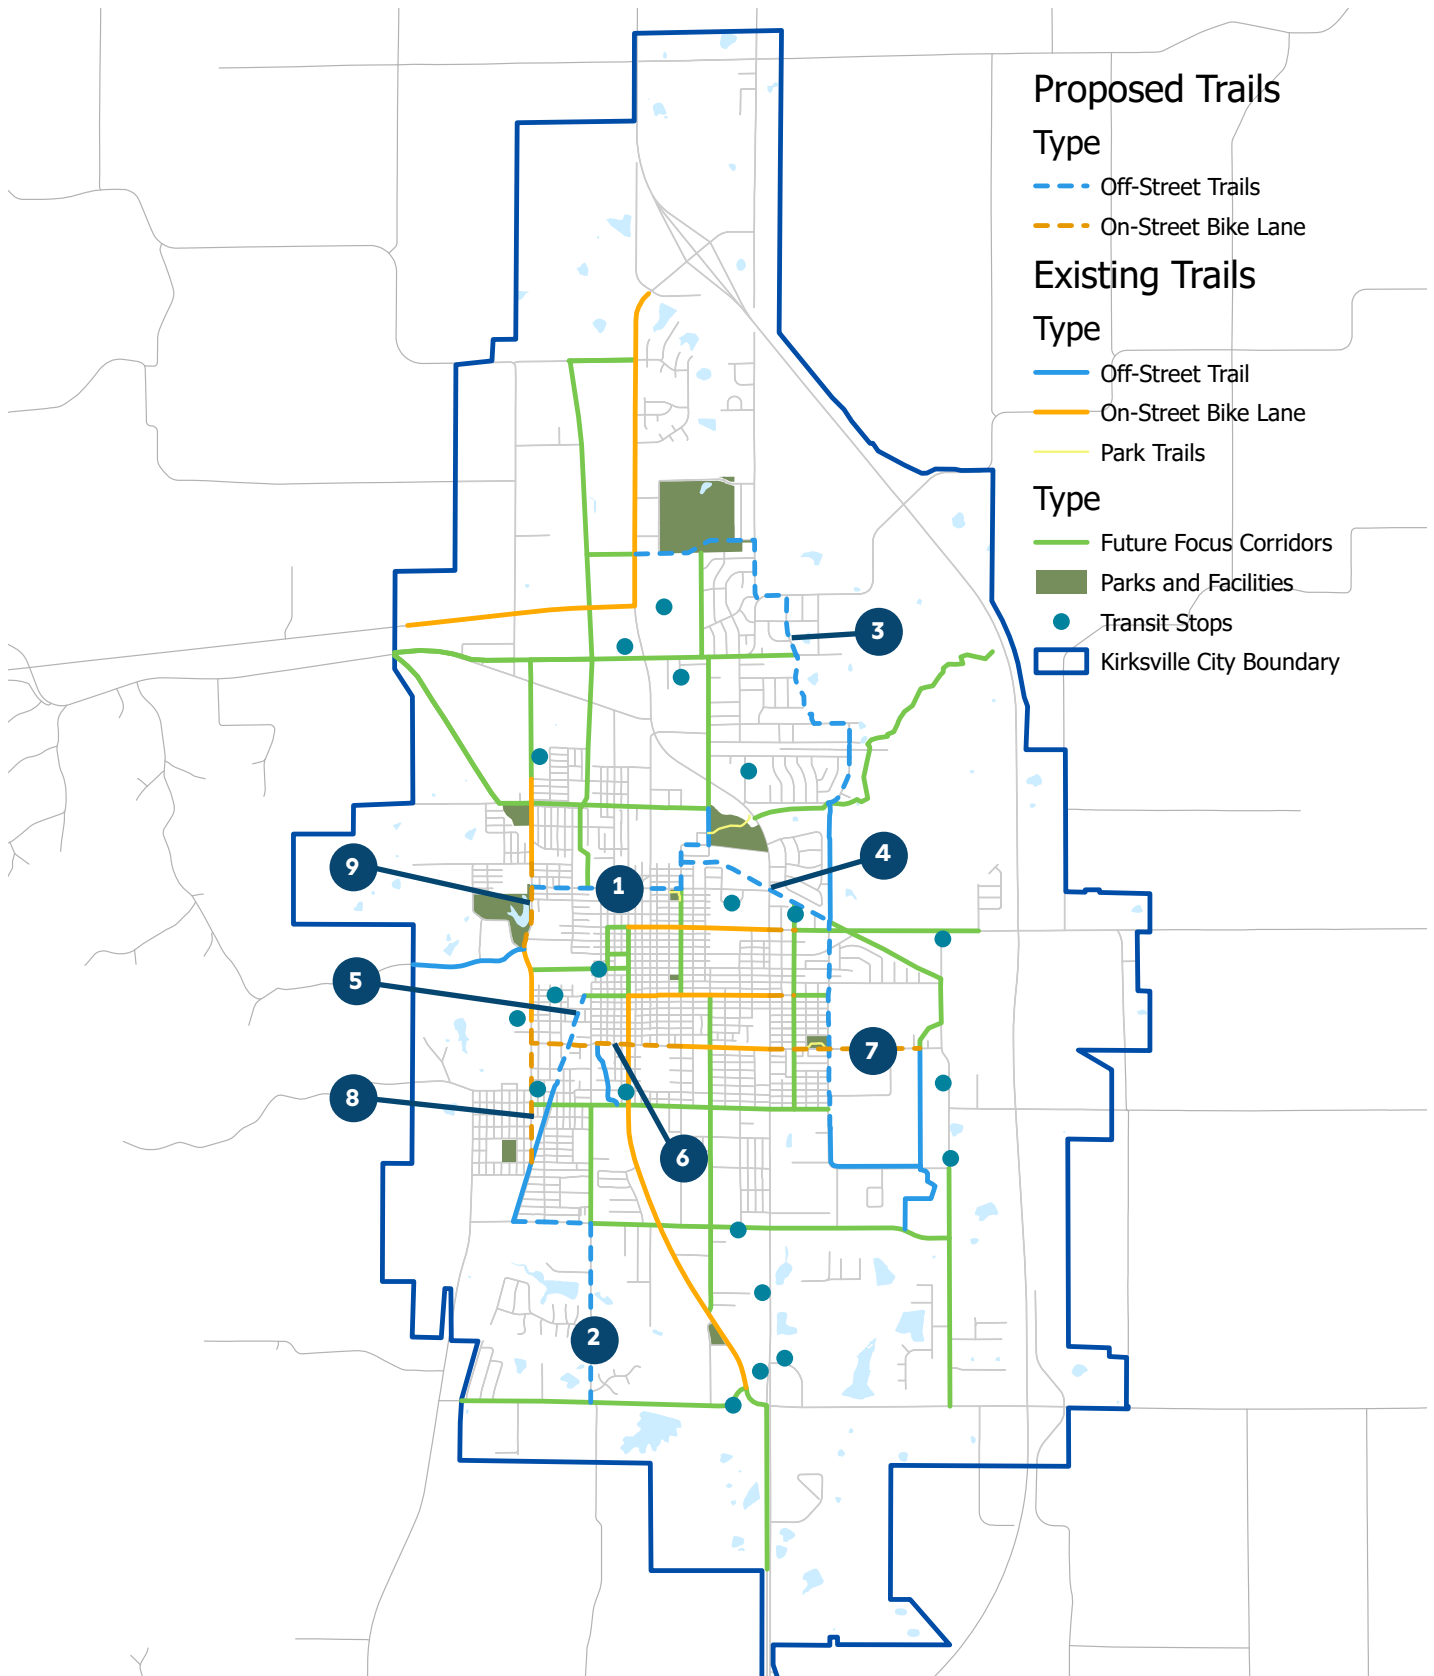 Proposed Trails
Type
Off-Street Trails
On-Street Bike Lane
Existing Trails
Type
Off-Street Trail
On-Street Bike Lane
Park Trails
Type
Future Focus Corridors
Parks and Facilities
Transit Stops
Kirksville City Boundary
3
4
9
1
5
7
8
6
2